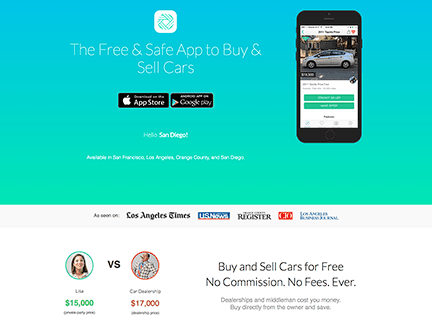 The Free & Safe App to Buy &
Sell Cars
Download on the
App Store
ANDROID APP ON
Google play
Hello San Diego!
Available in San Francisco, Los Angeles, Orange County, and San Diego.
2011 Toyota Prius
$15,000
As seen on:
Los Angeles Times
US News
ORANGE COUNTY
REGISTER
CIO
LOS ANGELES
BUSINESS JOURNAL
VS
Lisa
Car Dealership
$15,000
$17,000
(private party price)
(dealership price)
Buy and Sell Cars for Free
No Commission. No Fees. Ever.
Dealerships and middleman cost you money.
Buy directly from the owner and save.